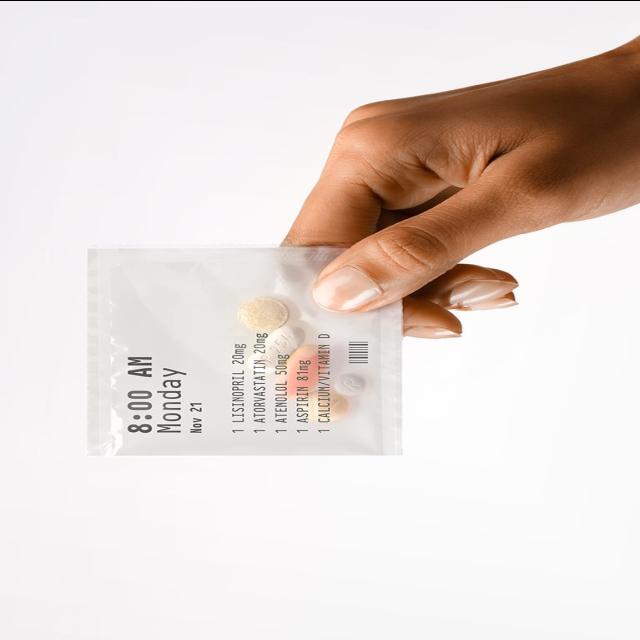 8:00 AM
Monday
Nov 21
1 LISINOPRIL 20mg
1 ATORVASTATIN 20mg
1 ATENOLOL 50mg
1 ASPIRIN 81mg
1 CALCIUM/VITAMIN D